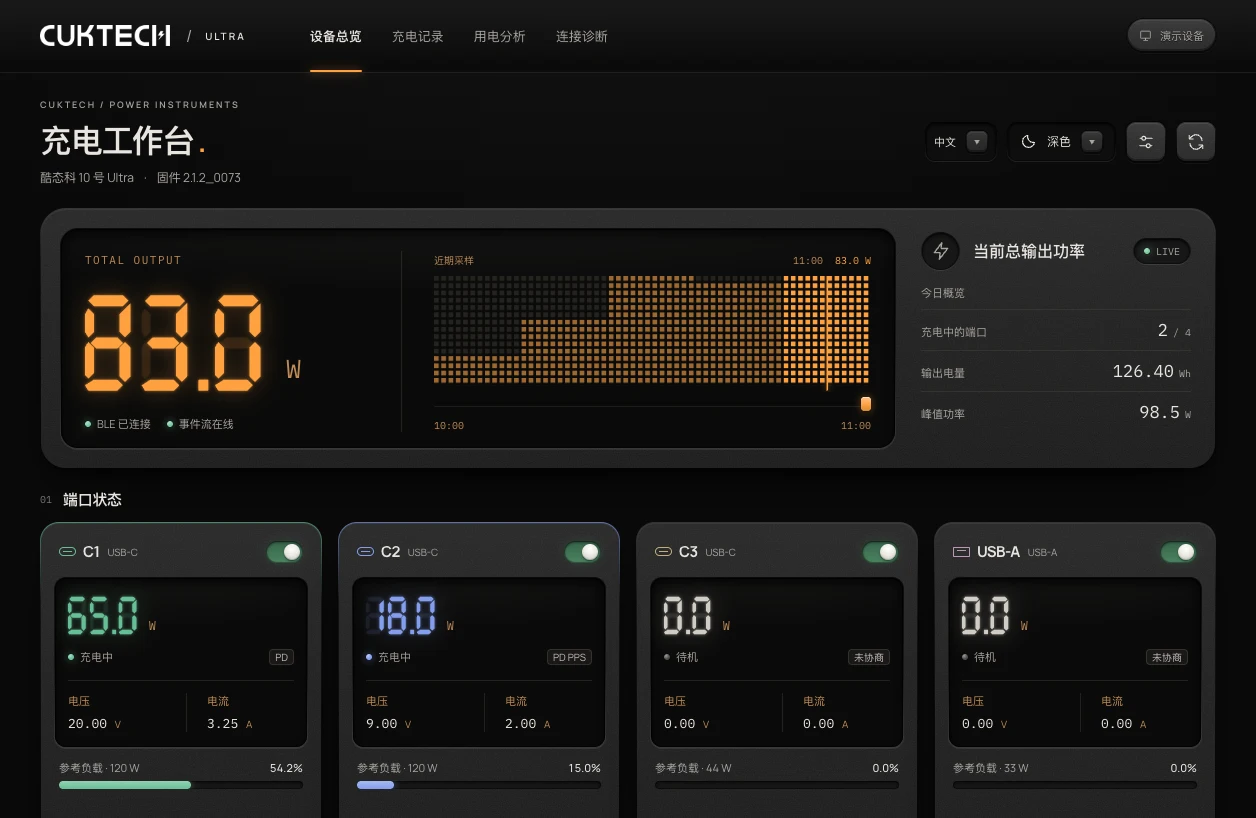 CUKTECH / ULTRA 设备总览 充电记录 用电分析 连接诊断 演示设备
CUKTECH / POWER INSTRUMENTS
充电工作台.
酷态科 10 号 Ultra · 固件 2.1.2_0073
中文 深色
TOTAL OUTPUT
83.0 W
BLE 已连接 事件流在线
近期采样 11:00 83.0 W
10:00 11:00
当前总输出功率 LIVE
今日概览
充电中的端口 2 / 4
输出电量 126.40 Wh
峰值功率 98.5 W
01 端口状态
C1 USB-C
65.0 W
充电中 PD
电压 电流
20.00 V 3.25 A
参考负载 · 120 W 54.2%
C2 USB-C
18.0 W
充电中 PD PPS
电压 电流
9.00 V 2.00 A
参考负载 · 120 W 15.0%
C3 USB-C
0.0 W
待机 未协商
电压 电流
0.00 V 0.00 A
参考负载 · 44 W 0.0%
USB-A USB-A
0.0 W
待机 未协商
电压 电流
0.00 V 0.00 A
参考负载 · 33 W 0.0%